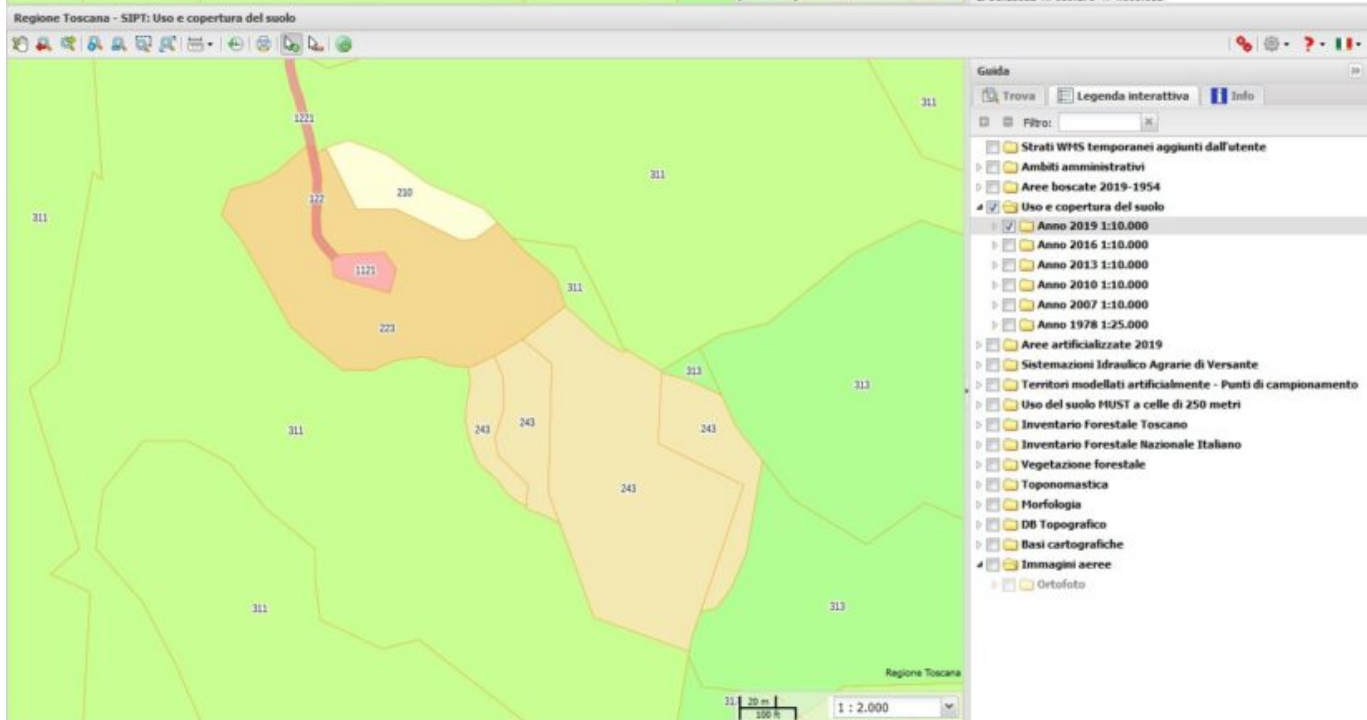 Regione Toscana - SIPT: Uso e copertura del suolo
Guida
Trova
Legenda interattiva
Info
Filtro:
Strati WMS temporanei aggiunti dall'utente
Ambiti amministrativi
Aree boscate 2019-1954
Uso e copertura del suolo
Anno 2019 1:10.000
Anno 2016 1:10.000
Anno 2013 1:10.000
Anno 2010 1:10.000
Anno 2007 1:10.000
Anno 1978 1:25.000
Aree artificializzate 2019
Sistemazioni Idraulico Agrarie di Versante
Territori modellati artificialmente - Punti di campionamento
Uso del suolo MUST a celle di 250 metri
Inventario Forestale Toscano
Inventario Forestale Nazionale Italiano
Vegetazione forestale
Toponomastica
Morfologia
DB Topografico
Basi cartografiche
Immagini aeree
Ortofoto
311
1221
311
122
210
311
1121
311
223
313
313
311
243
243
243
243
311
313
Regione Toscana
20 m
100 ft
1 : 2.000